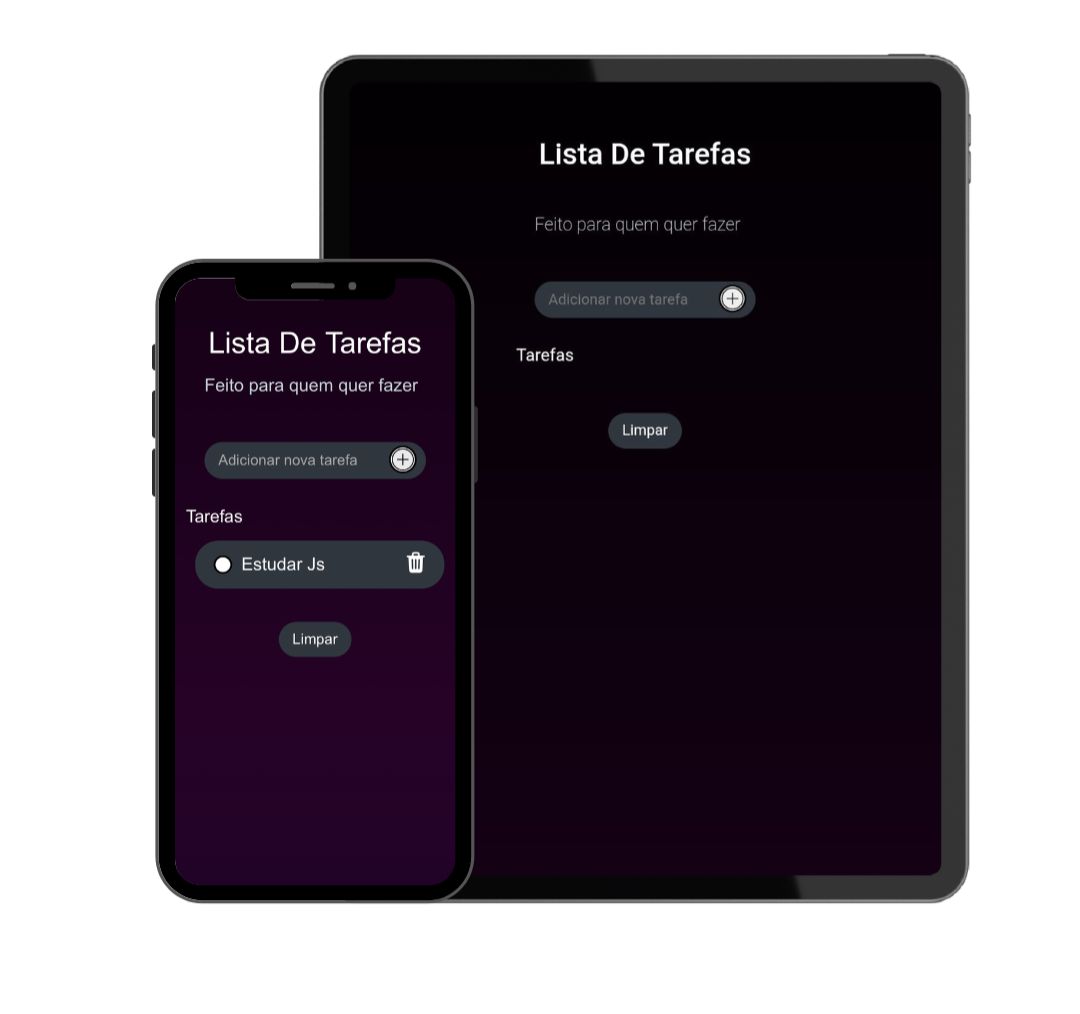 Lista De Tarefas
Feito para quem quer fazer
Adicionar nova tarefa
Tarefas
Limpar
Lista De Tarefas
Feito para quem quer fazer
Adicionar nova tarefa
Tarefas
Estudar Js
Limpar